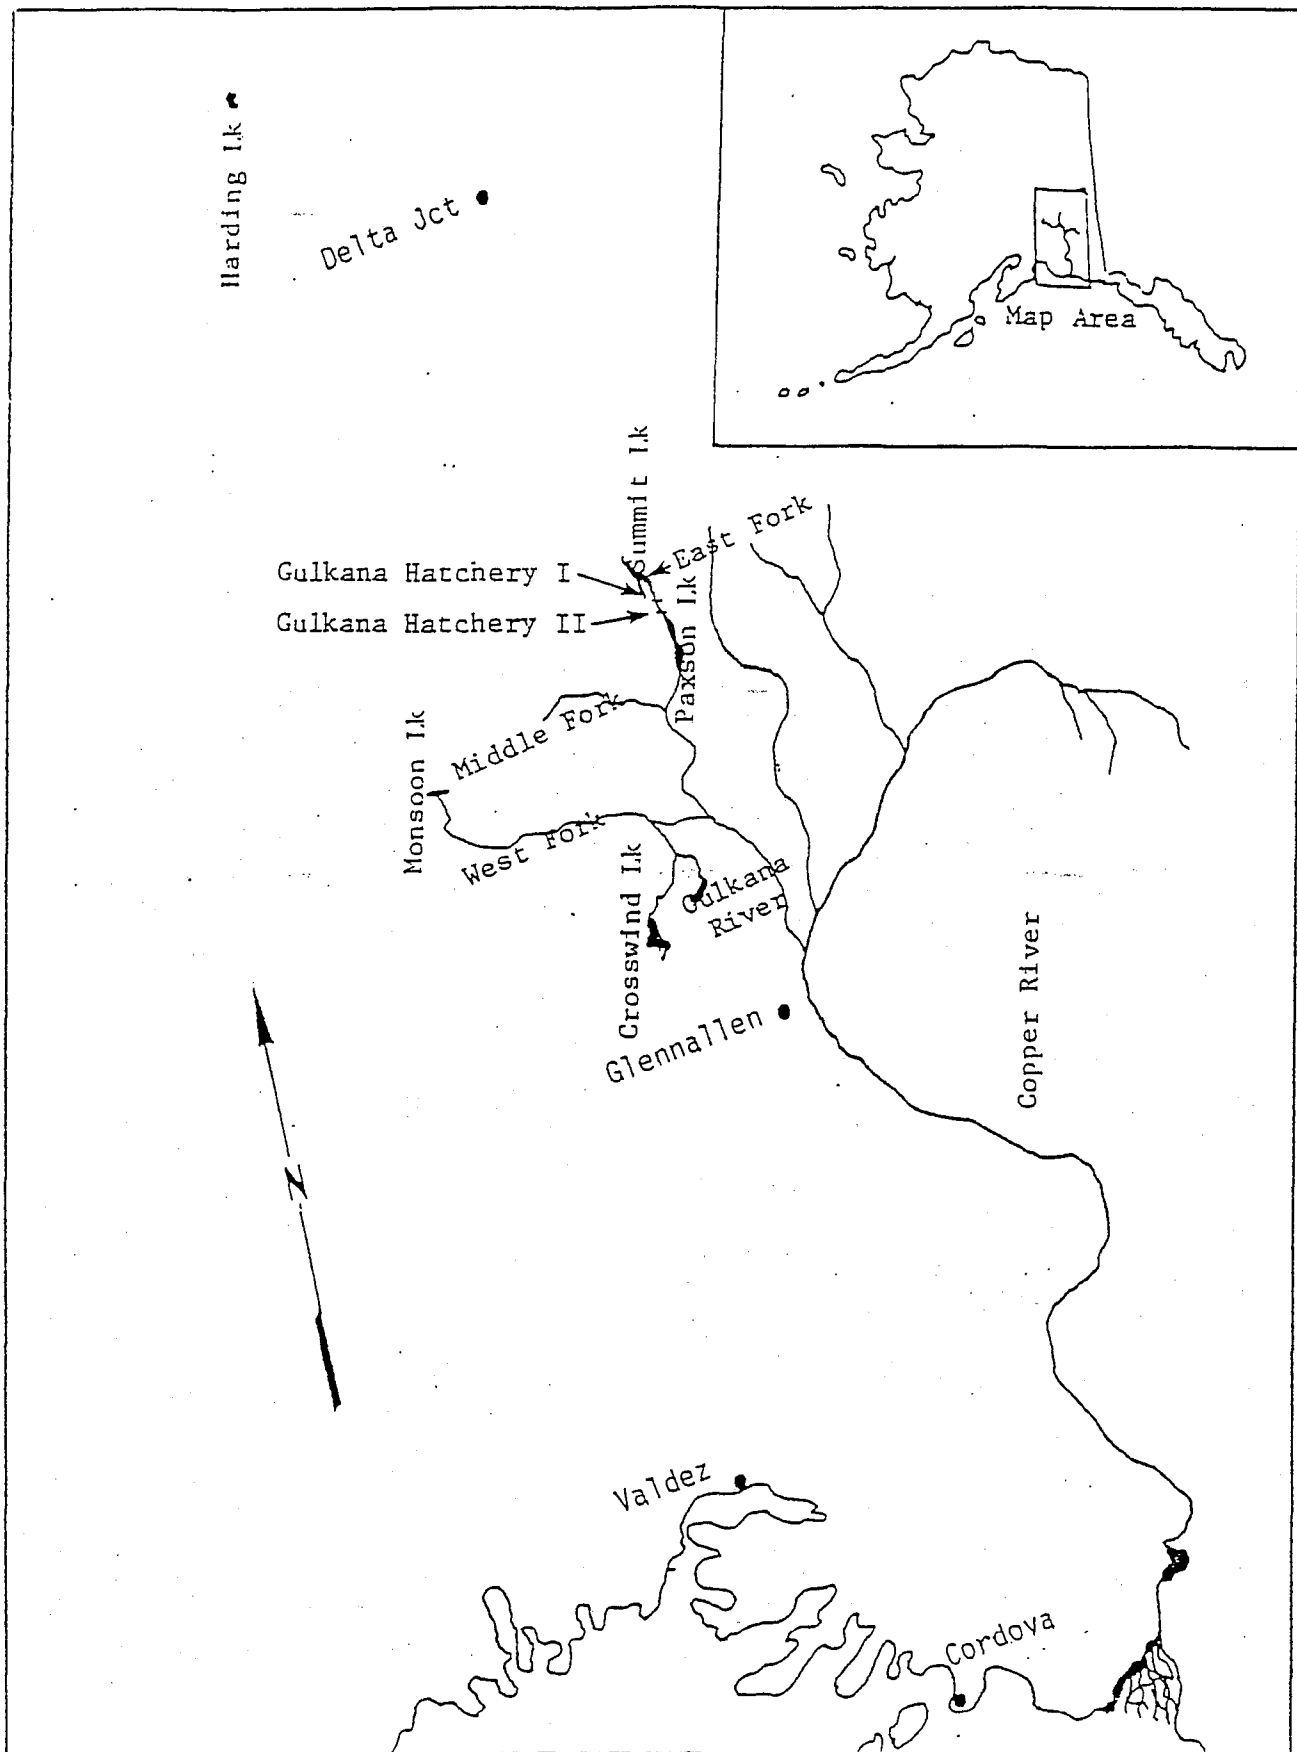 Harding Lk
Delta Jct
Map Area
Summit Lk
East Fork
Gulkana Hatchery I
Gulkana Hatchery II
Paxson Lk
Middle Fork
Monsoon Lk
West Fork
Crosswind Lk
Gulkana
River
Glennallen
Copper River
N
Valdez
Cordova